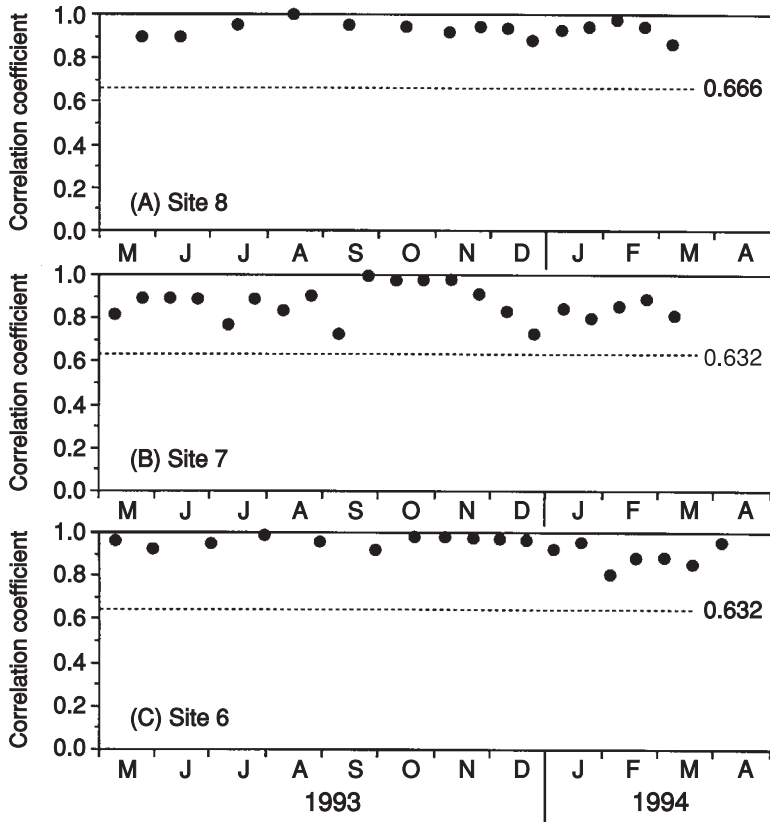 Correlation coefficient
1.0
0.8
0.6
0.4
0.2
0.0
0.666
(A) Site 8
M J J A S O N D J F M A
Correlation coefficient
1.0
0.8
0.6
0.4
0.2
0.0
0.632
(B) Site 7
M J J A S O N D J F M A
Correlation coefficient
1.0
0.8
0.6
0.4
0.2
0.0
0.632
(C) Site 6
M J J A S O N D J F M A
1993 1994